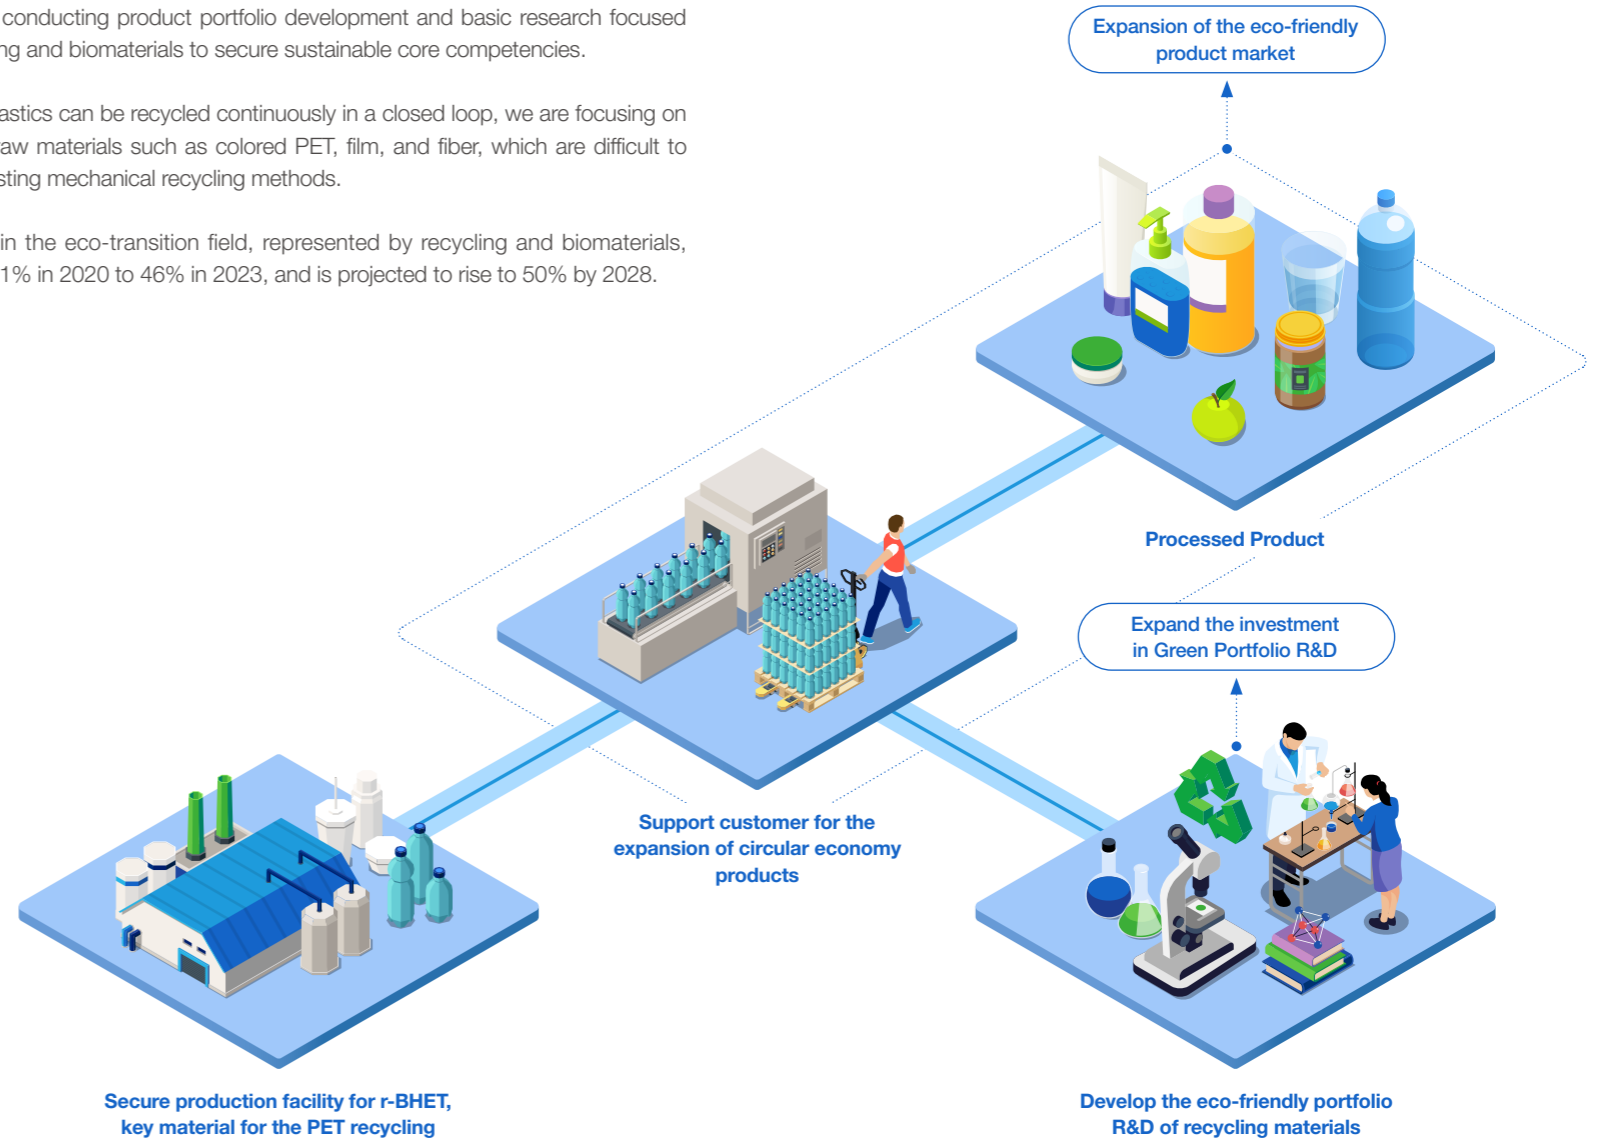 conducting product portfolio development and basic research focused
and biomaterials to secure sustainable core competencies.
can be recycled continuously in a closed loop, we are focusing on
materials such as colored PET, film, and fiber, which are difficult to
mechanical recycling methods.
in the eco-transition field, represented by recycling and biomaterials,
1% in 2020 to 46% in 2023, and is projected to rise to 50% by 2028.
Expansion of the eco-friendly
product market
Processed Product
Expand the investment
in Green Portfolio R&D
Support customer for the
expansion of circular economy
products
Secure production facility for r-BHET,
key material for the PET recycling
Develop the eco-friendly portfolio
R&D of recycling materials